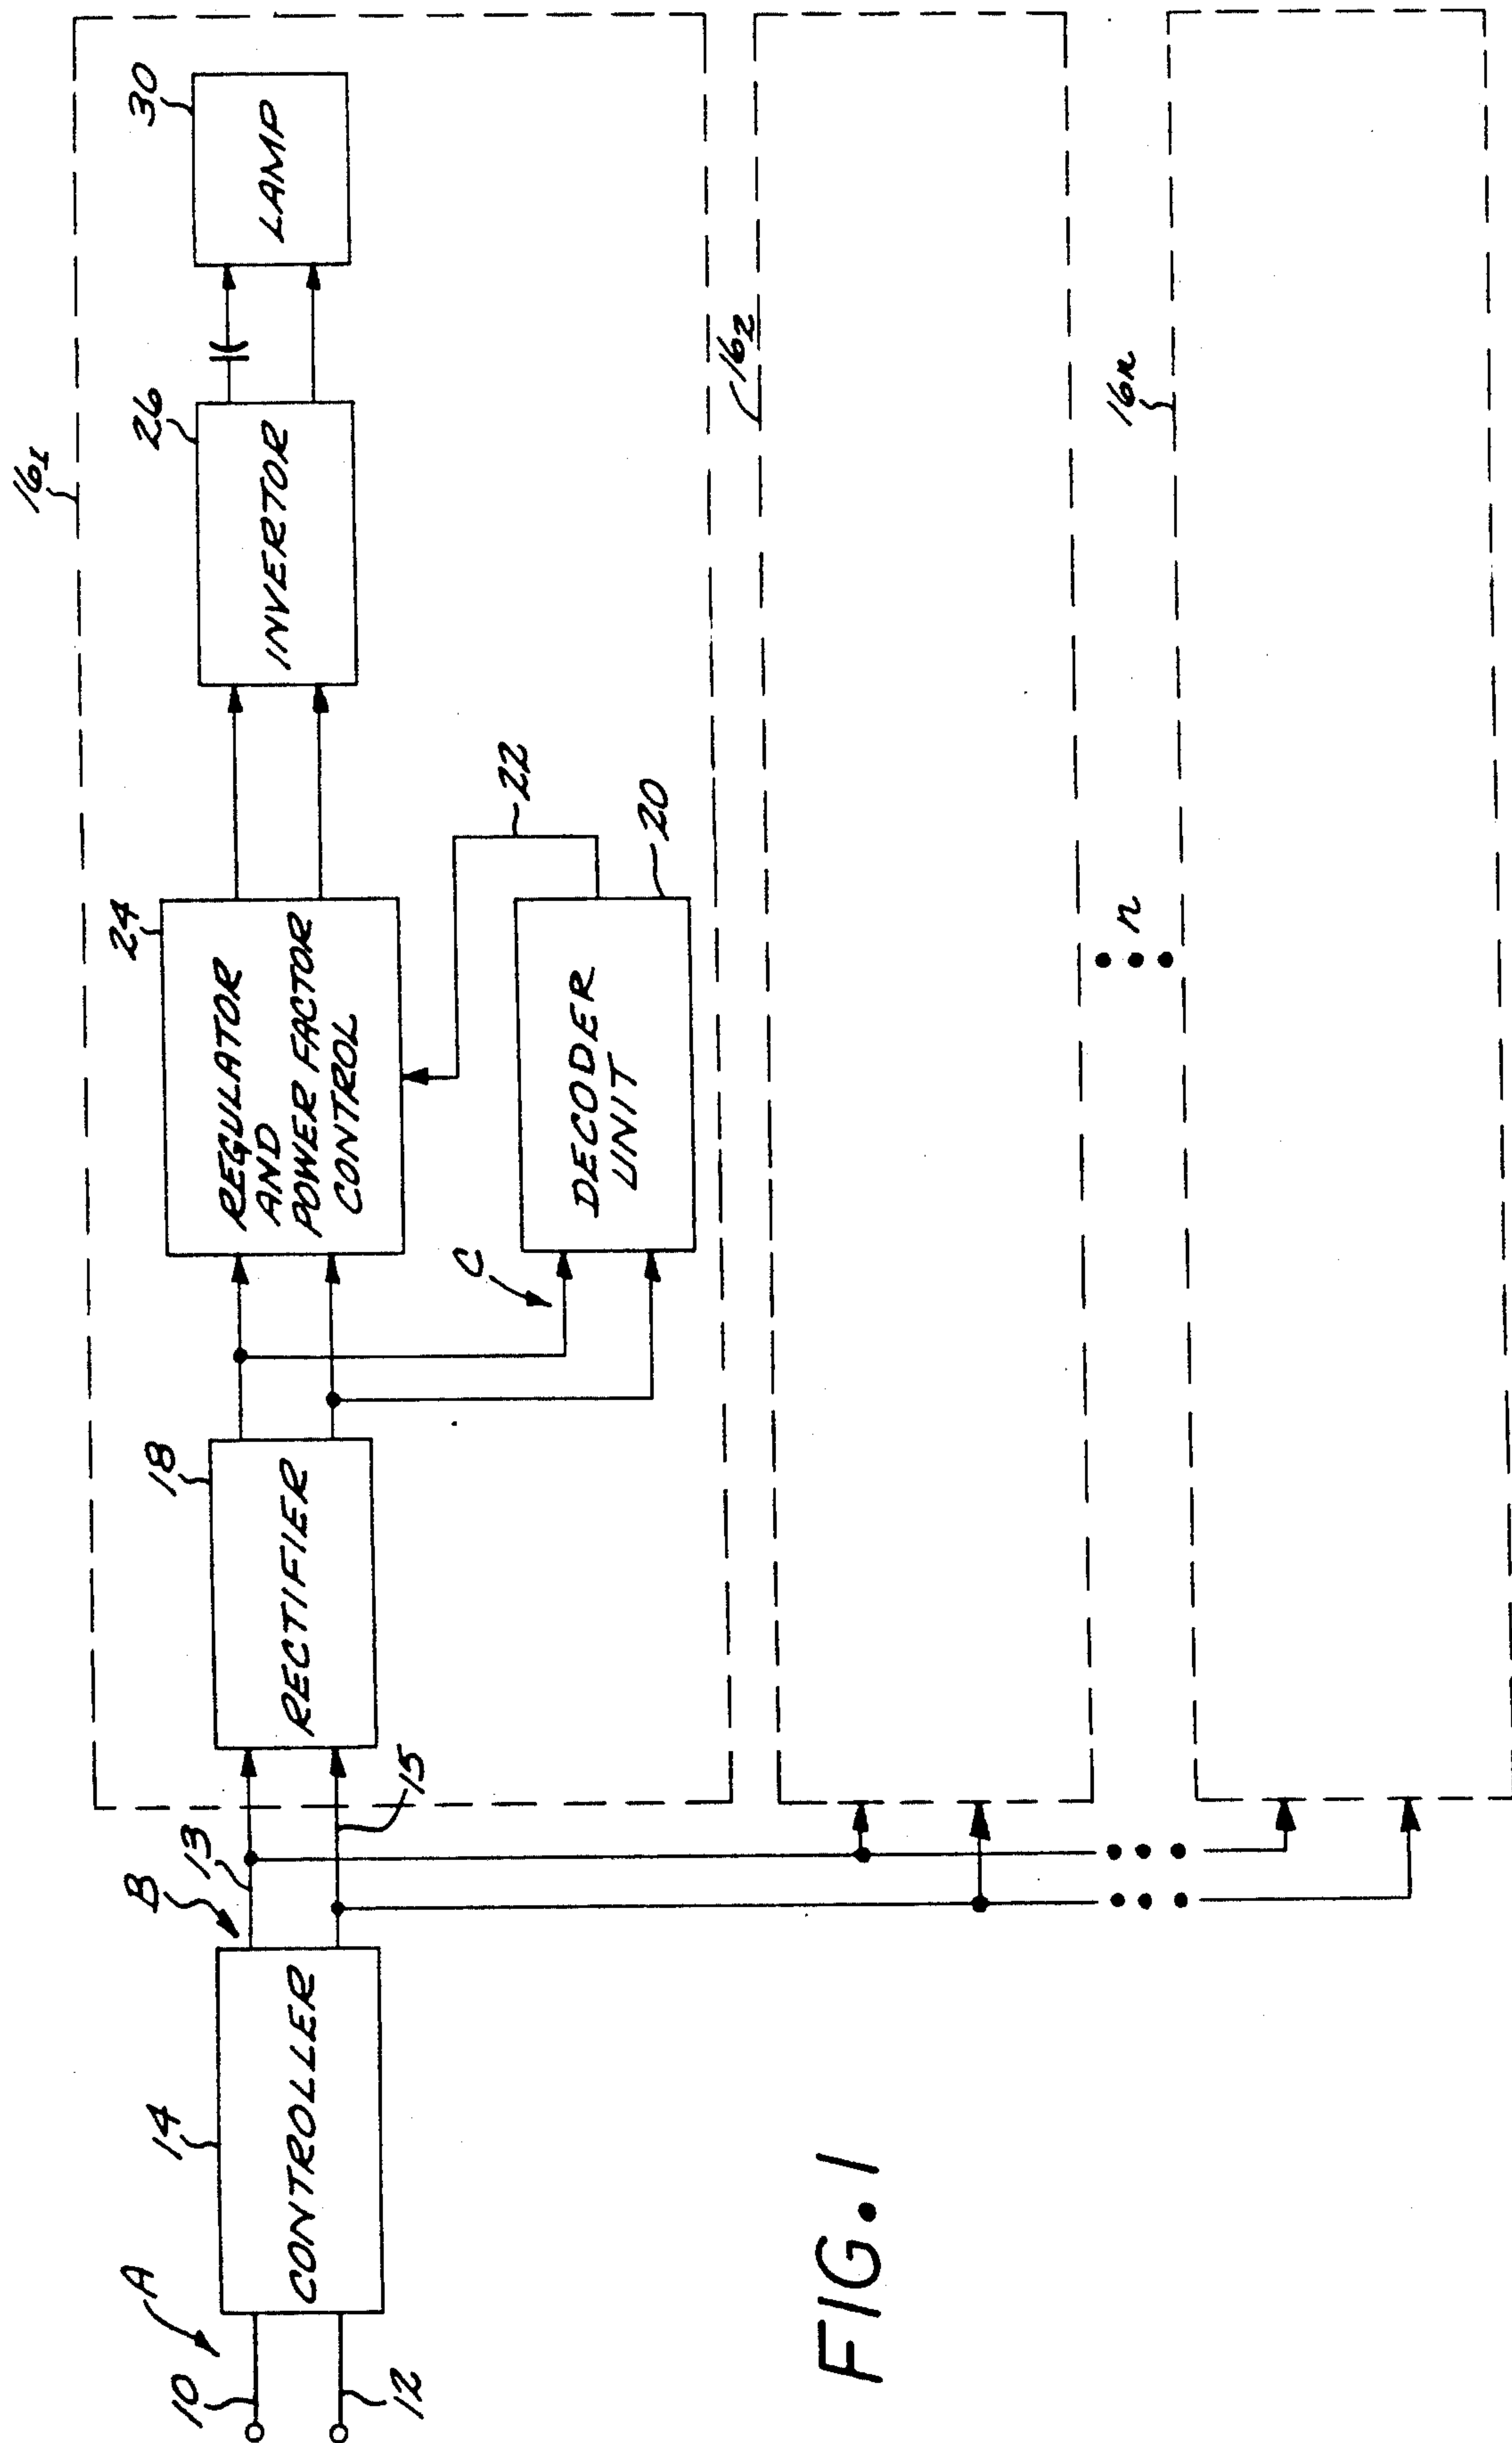 16₁
30
LAMP
26
INVERTOR
24
REGULATOR
AND
POWER FACTOR
CONTROL
22
20
DECODER
UNIT
C
18
RECTIFIER
15
13
B
14
CONTROLLER
A
10
12
16₂
16n
n
FIG. 1